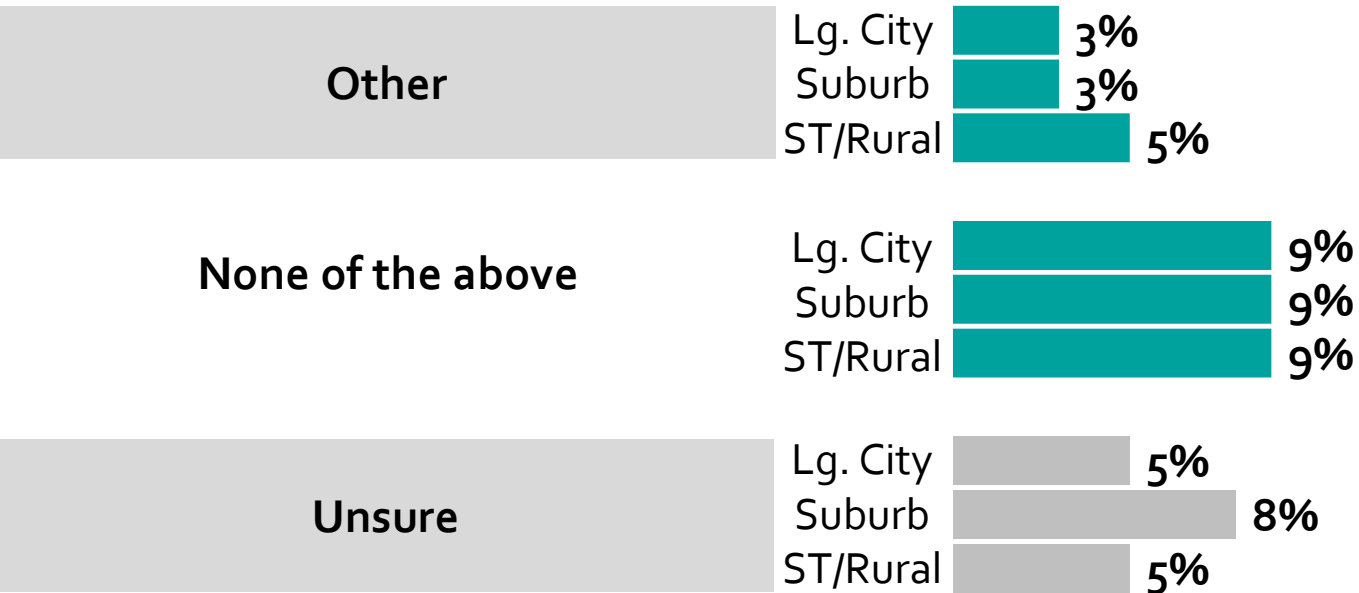 Other
Lg. City 3%
Suburb 3%
ST/Rural 5%
None of the above
Lg. City 9%
Suburb 9%
ST/Rural 9%
Unsure
Lg. City 5%
Suburb 8%
ST/Rural 5%